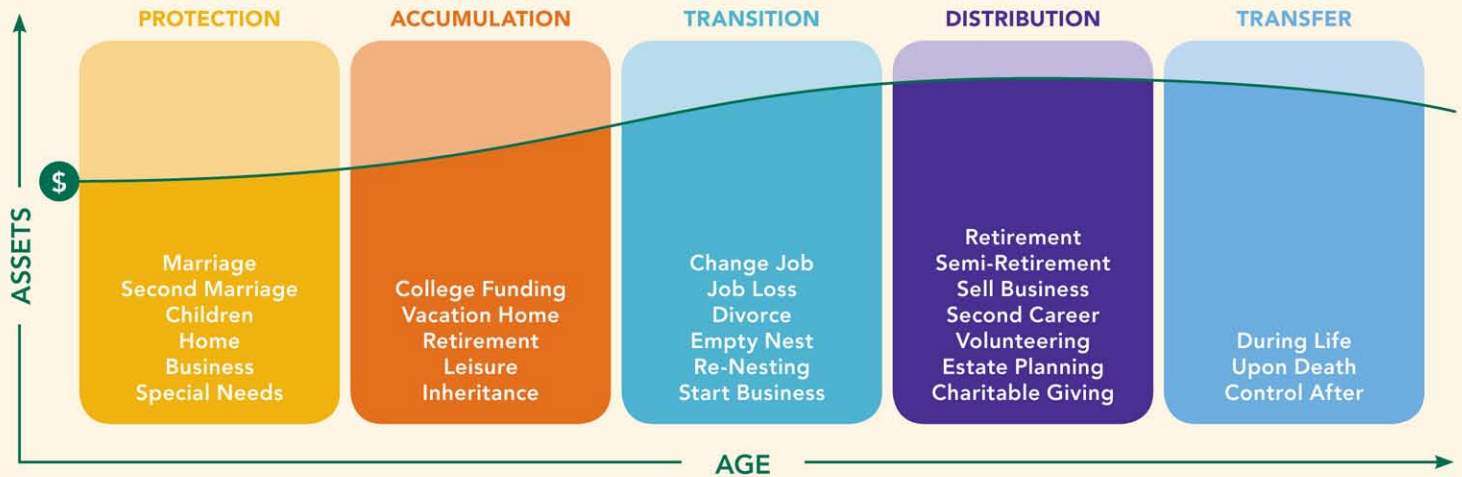 PROTECTION
Marriage
Second Marriage
Children
Home
Business
Special Needs
ACCUMULATION
College Funding
Vacation Home
Retirement
Leisure
Inheritance
TRANSITION
Change Job
Job Loss
Divorce
Empty Nest
Re-Nesting
Start Business
DISTRIBUTION
Retirement
Semi-Retirement
Sell Business
Second Career
Volunteering
Estate Planning
Charitable Giving
TRANSFER
During Life
Upon Death
Control After
$
ASSETS
AGE